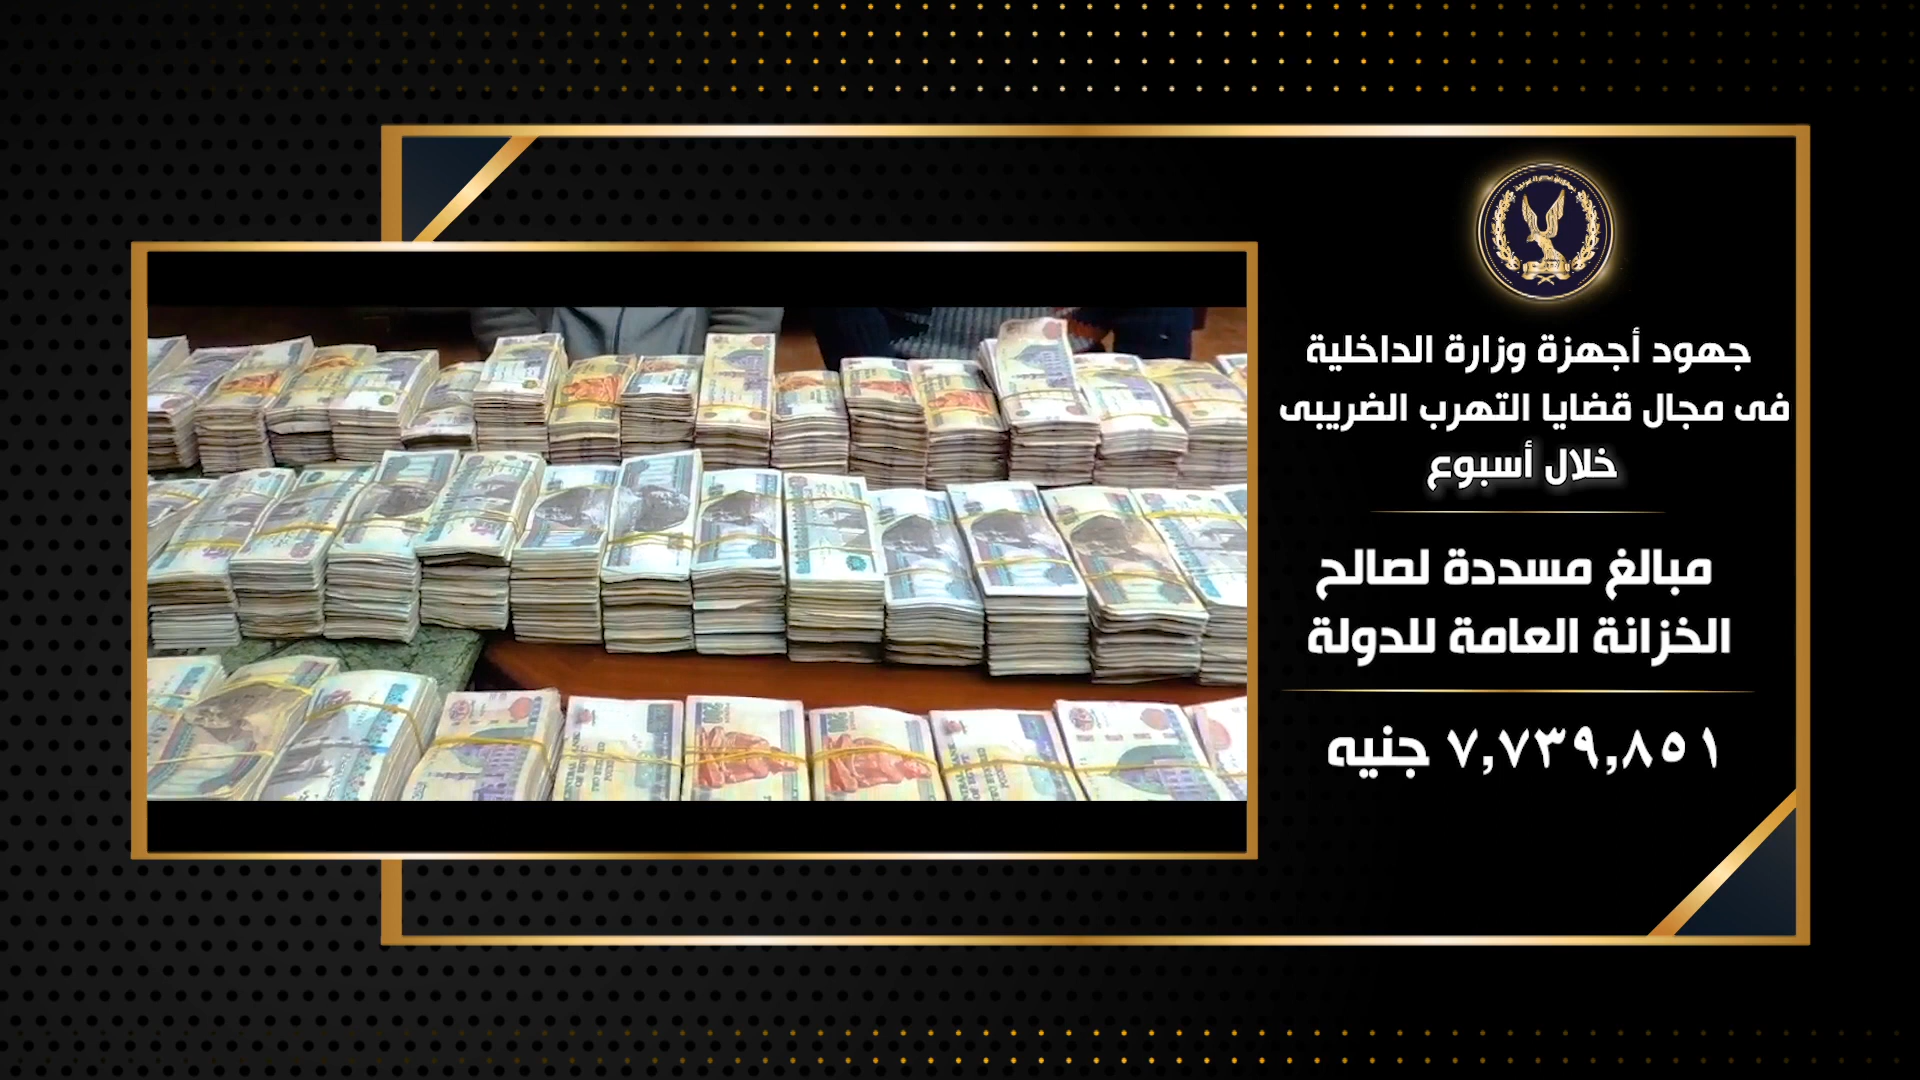 جهود أجهزة وزارة الداخلية
فى مجال قضايا التهرب الضريبى
خلال أسبوع
مبالغ مسددة لصالح
الخزانة العامة للدولة
٧,٧٣٩,٨٥١ جنيه